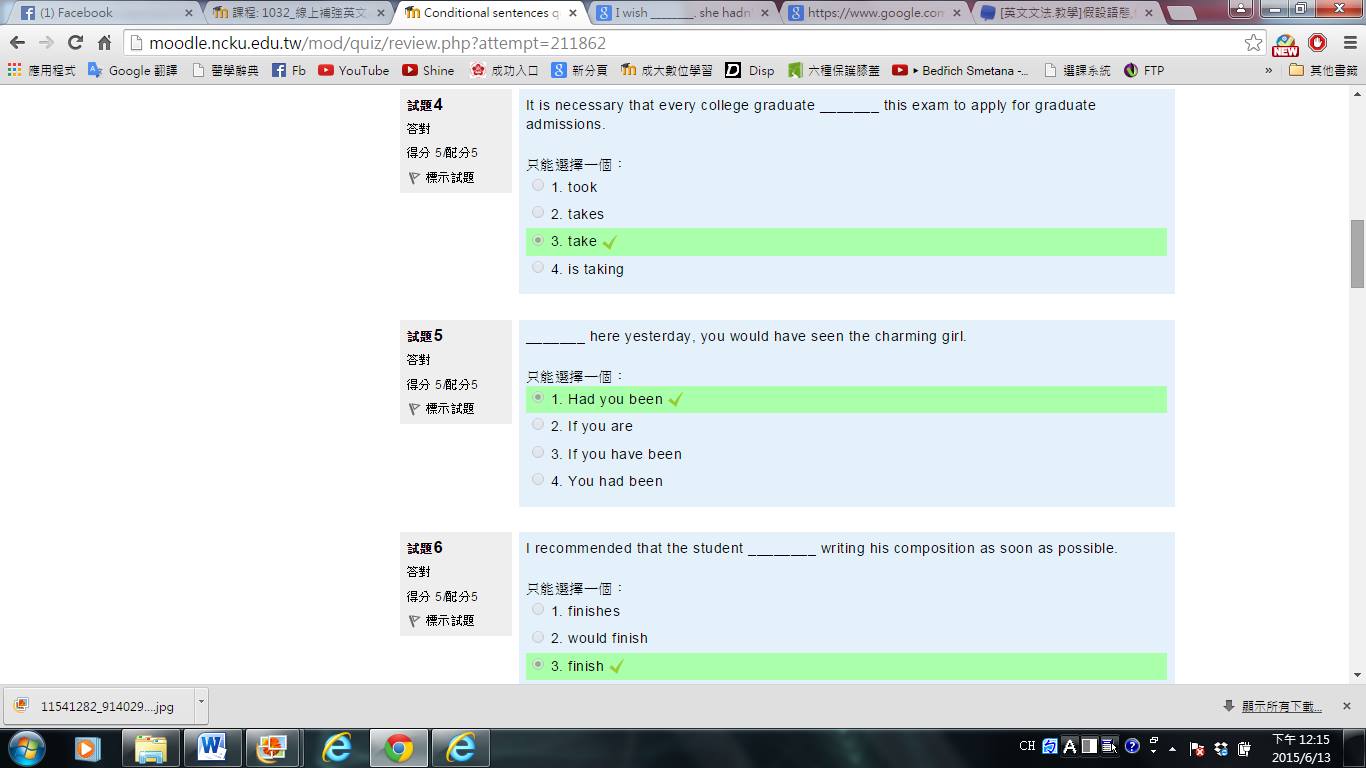 (1) Facebook
課程: 1032_線上補強英文
Conditional sentences q
I wish ________. she hadn
https://www.google.com
[英文文法.教學]假設語態.
moodle.ncku.edu.tw/mod/quiz/review.php?attempt=211862
NEW
應用程式
Google 翻譯
醫學辭典
Fb
YouTube
Shine
成功入口
新分頁
成大數位學習
Disp
六種保護膝蓋
Bedřich Smetana -...
選課系統
FTP
»
其他書籤
試題4
答對
得分 5/配分5
標示試題
It is necessary that every college graduate _______ this exam to apply for graduate
admissions.
只能選擇一個：
1. took
2. takes
3. take
4. is taking
試題5
答對
得分 5/配分5
標示試題
_______ here yesterday, you would have seen the charming girl.
只能選擇一個：
1. Had you been
2. If you are
3. If you have been
4. You had been
試題6
答對
得分 5/配分5
標示試題
I recommended that the student ________ writing his composition as soon as possible.
只能選擇一個：
1. finishes
2. would finish
3. finish
11541282_914029....jpg
顯示所有下載...
CH
下午 12:15
2015/6/13